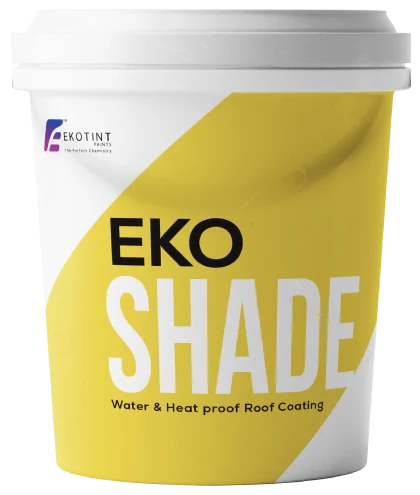 EKOTINT
PAINTS
The Perfect Chemistry
EKO
SHADE
Water & Heat proof Roof Coating